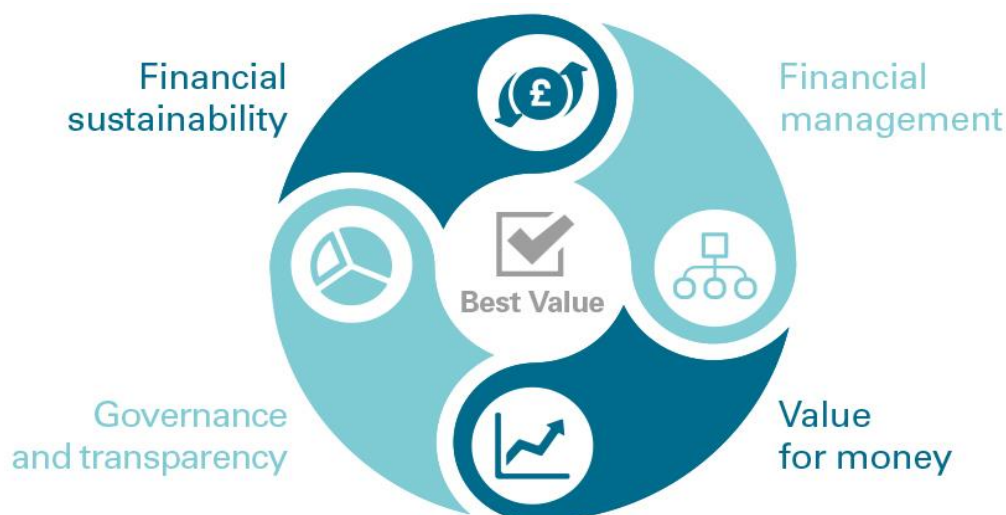 Financial
sustainability
Financial
management
£
Best Value
Governance
and transparency
Value
for money